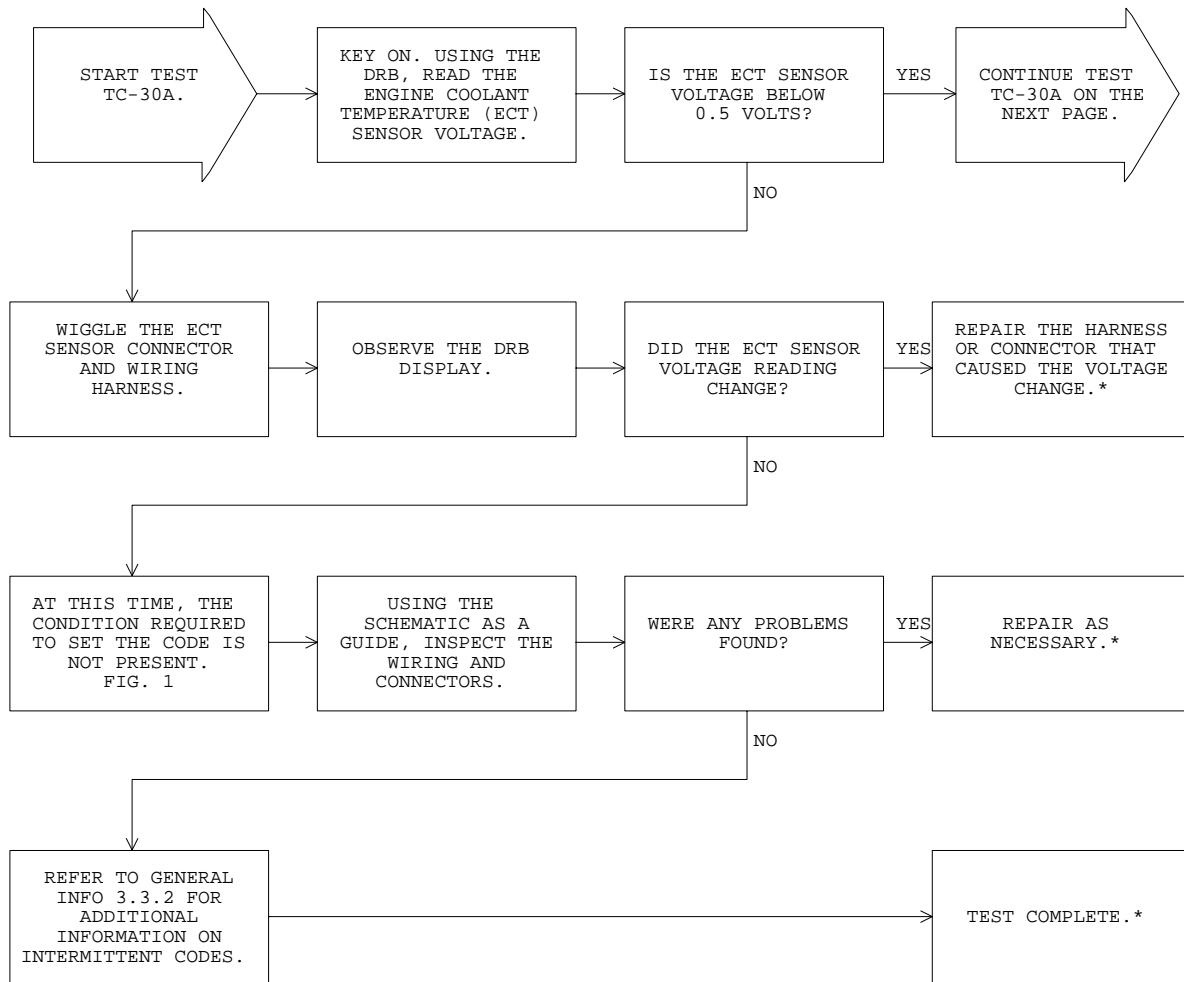 START TEST
TC-30A.
KEY ON. USING THE
DRB, READ THE
ENGINE COOLANT
TEMPERATURE (ECT)
SENSOR VOLTAGE.
IS THE ECT SENSOR
VOLTAGE BELOW
0.5 VOLTS?
YES
CONTINUE TEST
TC-30A ON THE
NEXT PAGE.
NO
WIGGLE THE ECT
SENSOR CONNECTOR
AND WIRING
HARNESS.
OBSERVE THE DRB
DISPLAY.
DID THE ECT SENSOR
VOLTAGE READING
CHANGE?
YES
REPAIR THE HARNESS
OR CONNECTOR THAT
CAUSED THE VOLTAGE
CHANGE.*
NO
AT THIS TIME, THE
CONDITION REQUIRED
TO SET THE CODE IS
NOT PRESENT.
FIG. 1
USING THE
SCHEMATIC AS A
GUIDE, INSPECT THE
WIRING AND
CONNECTORS.
WERE ANY PROBLEMS
FOUND?
YES
REPAIR AS
NECESSARY.*
NO
REFER TO GENERAL
INFO 3.3.2 FOR
ADDITIONAL
INFORMATION ON
INTERMITTENT CODES.
TEST COMPLETE.*